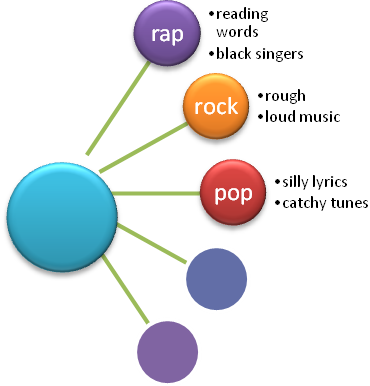 rap
•reading
words
•black singers
rock
•rough
•loud music
pop
•silly lyrics
•catchy tunes